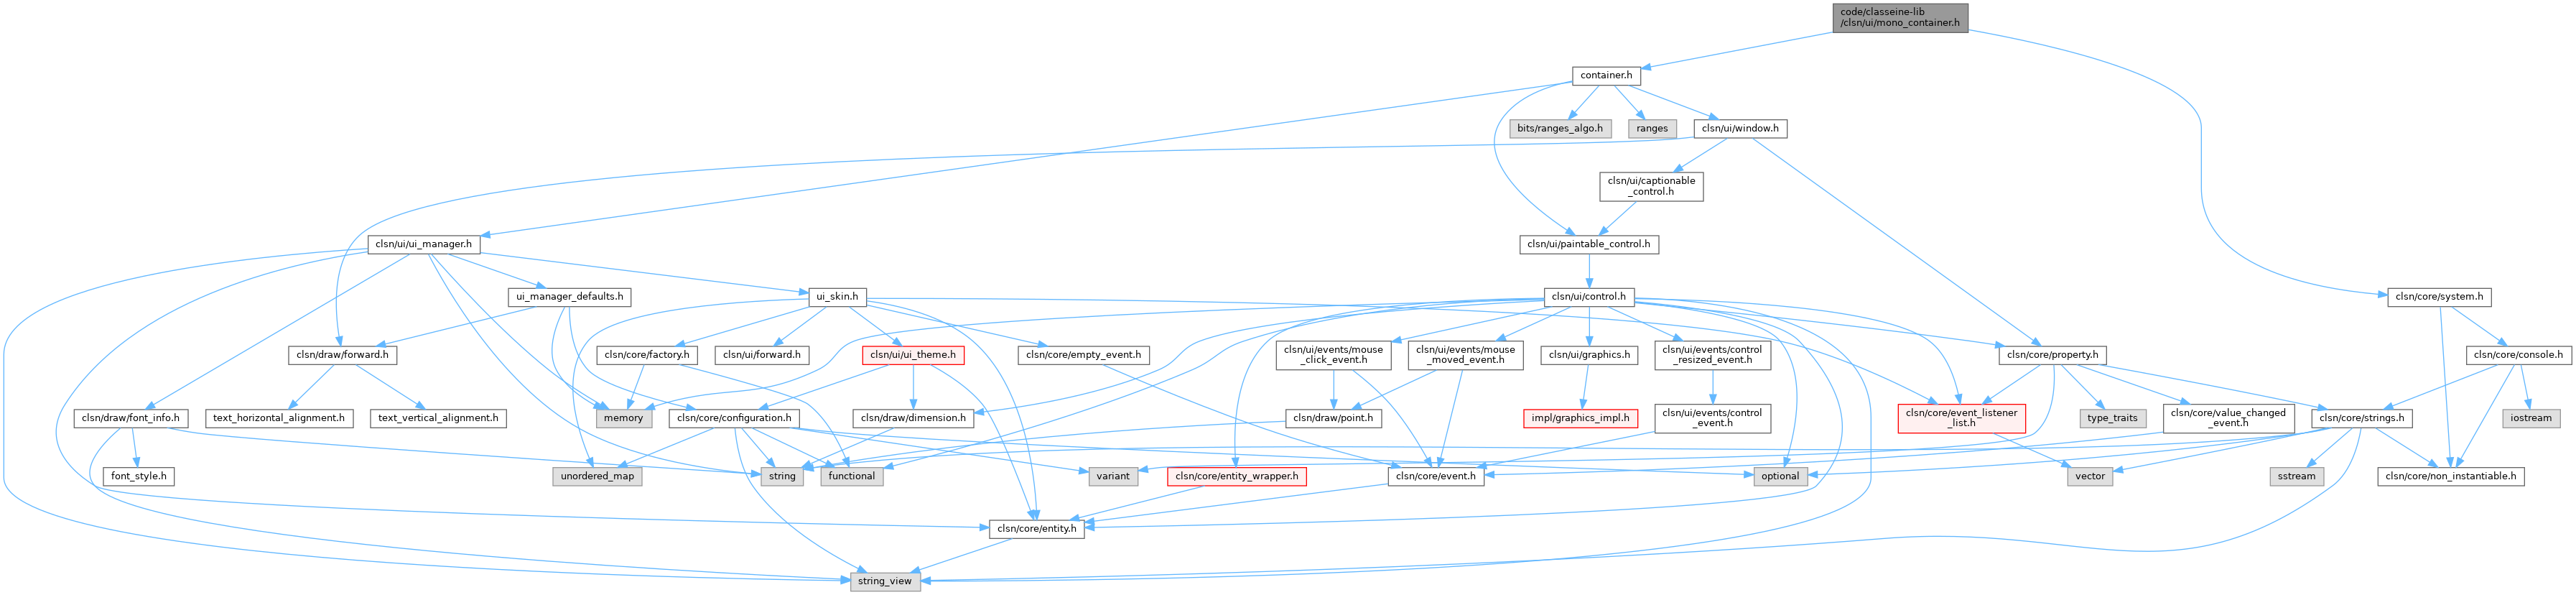 code/classeine-lib
/clsn/ui/mono_container.h
container.h
bits/ranges_algo.h
ranges
clsn/ui/window.h
clsn/ui/captionable
_control.h
clsn/ui/ui_manager.h
clsn/ui/paintable_control.h
ui_manager_defaults.h
ui_skin.h
clsn/ui/control.h
clsn/core/system.h
clsn/draw/forward.h
clsn/core/factory.h
clsn/ui/forward.h
clsn/ui/ui_theme.h
clsn/core/empty_event.h
clsn/ui/events/mouse
_click_event.h
clsn/ui/events/mouse
_moved_event.h
clsn/ui/graphics.h
clsn/ui/events/control
_resized_event.h
clsn/core/property.h
clsn/core/console.h
clsn/draw/font_info.h
text_horizontal_alignment.h
text_vertical_alignment.h
memory
clsn/core/configuration.h
clsn/draw/dimension.h
clsn/draw/point.h
impl/graphics_impl.h
clsn/ui/events/control
_event.h
clsn/core/event_listener
_list.h
type_traits
clsn/core/value_changed
_event.h
clsn/core/strings.h
iostream
font_style.h
unordered_map
string
functional
variant
clsn/core/entity_wrapper.h
clsn/core/event.h
optional
vector
sstream
clsn/core/non_instantiable.h
clsn/core/entity.h
string_view